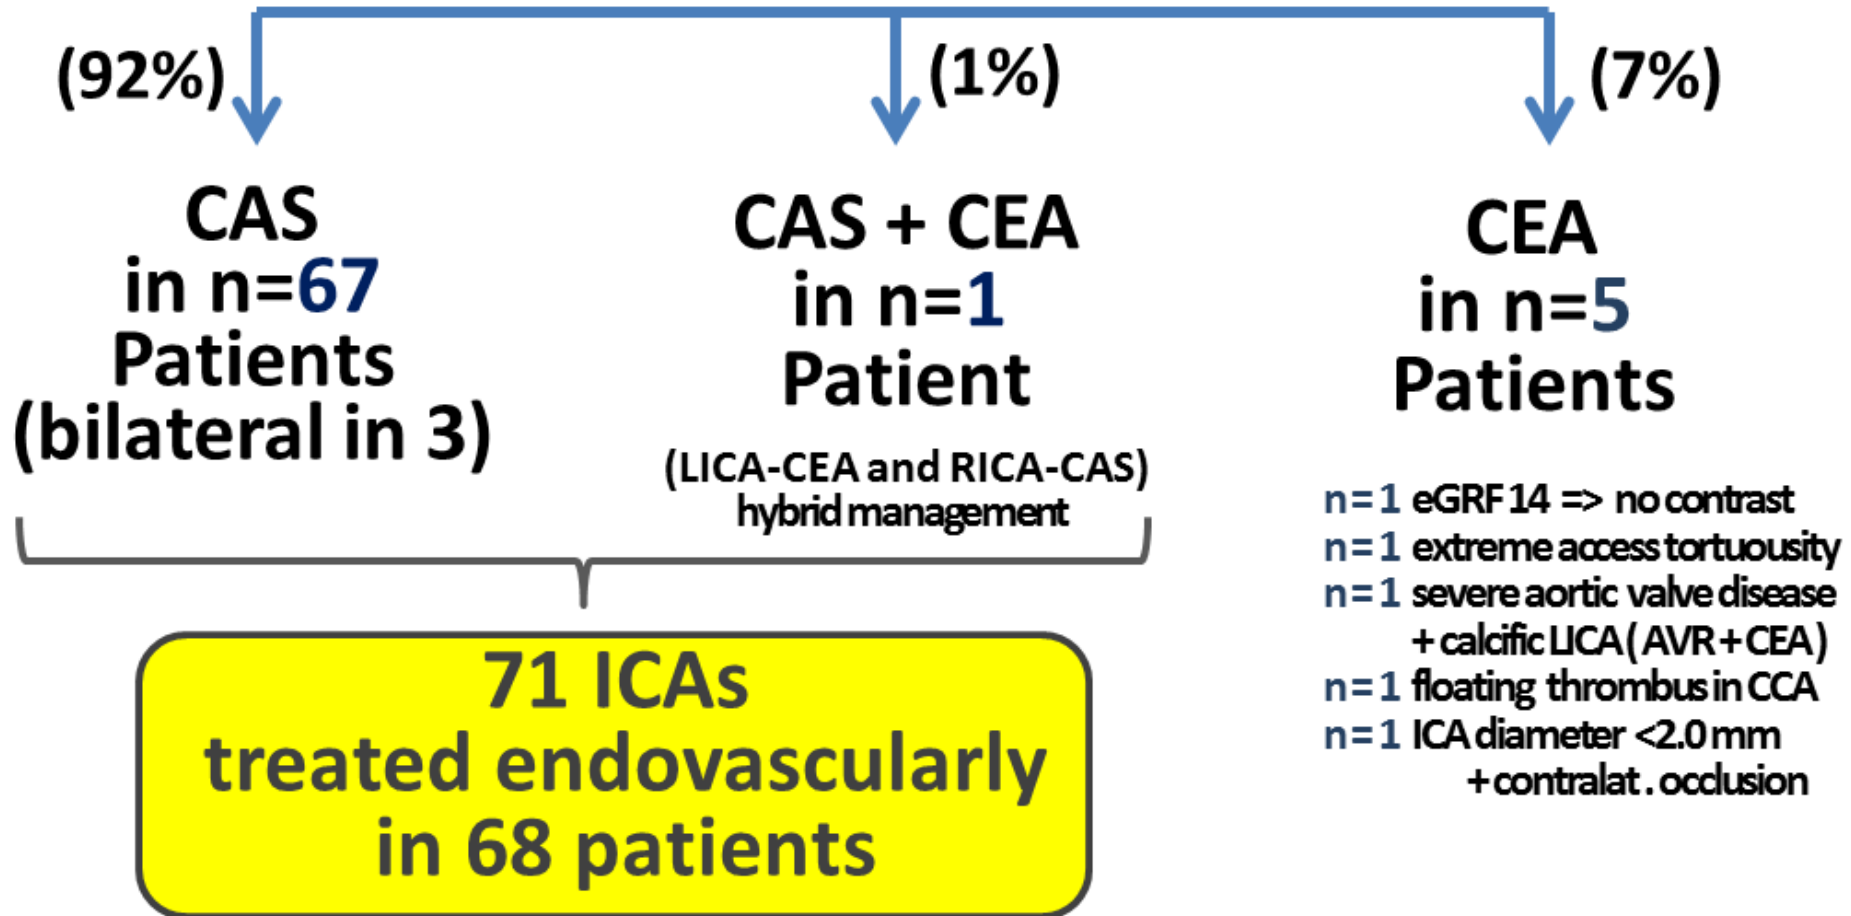 (92%)
(1%)
(7%)
CAS
in n=67
Patients
(bilateral in 3)
CAS + CEA
in n=1
Patient
(LICA-CEA and RICA-CAS)
hybrid management
CEA
in n=5
Patients
n=1 eGRF 14 => no contrast
n=1 extreme access tortuousity
n=1 severe aortic valve disease
+ calcific LICA (AVR + CEA)
n=1 floating thrombus in CCA
n=1 ICA diameter <2.0 mm
+ contralat. occlusion
71 ICAs
treated endovascularly
in 68 patients